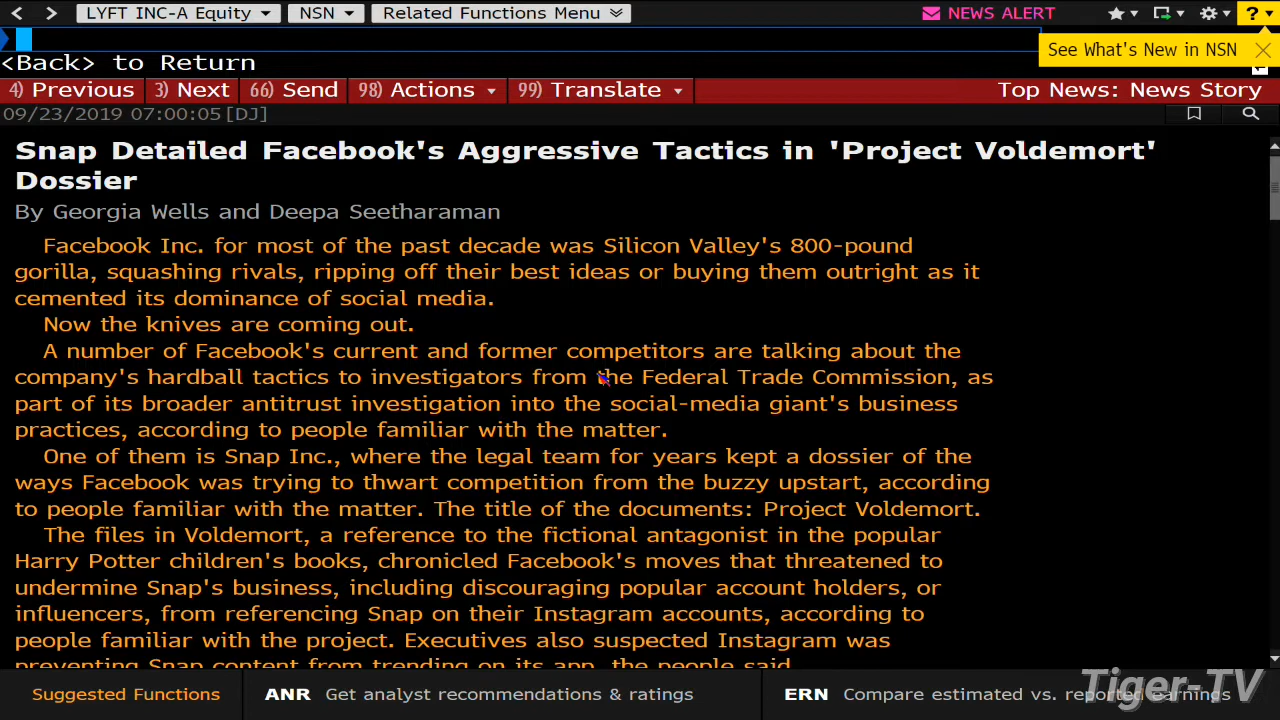 LYFT INC-A Equity NSN Related Functions Menu NEWS ALERT ?
See What's New in NSN
<Back> to Return
4) Previous 3) Next 66) Send 98) Actions 99) Translate Top News: News Story
09/23/2019 07:00:05[DJ]
Snap Detailed Facebook's Aggressive Tactics in 'Project Voldemort'
Dossier
By Georgia Wells and Deepa Seetharaman
Facebook Inc. for most of the past decade was Silicon Valley's 800-pound
gorilla, squashing rivals, ripping off their best ideas or buying them outright as it
cemented its dominance of social media.
Now the knives are coming out.
A number of Facebook's current and former competitors are talking about the
company's hardball tactics to investigators from the Federal Trade Commission, as
part of its broader antitrust investigation into the social-media giant's business
practices, according to people familiar with the matter.
One of them is Snap Inc., where the legal team for years kept a dossier of the
ways Facebook was trying to thwart competition from the buzzy upstart, according
to people familiar with the matter. The title of the documents: Project Voldemort.
The files in Voldemort, a reference to the fictional antagonist in the popular
Harry Potter children's books, chronicled Facebook's moves that threatened to
undermine Snap's business, including discouraging popular account holders, or
influencers, from referencing Snap on their Instagram accounts, according to
people familiar with the project. Executives also suspected Instagram was
preventing Snap content from trending on its app, the people said.
Suggested Functions ANR Get analyst recommendations & ratings ERN Compare estimated vs. reported earnings
Tiger-TV